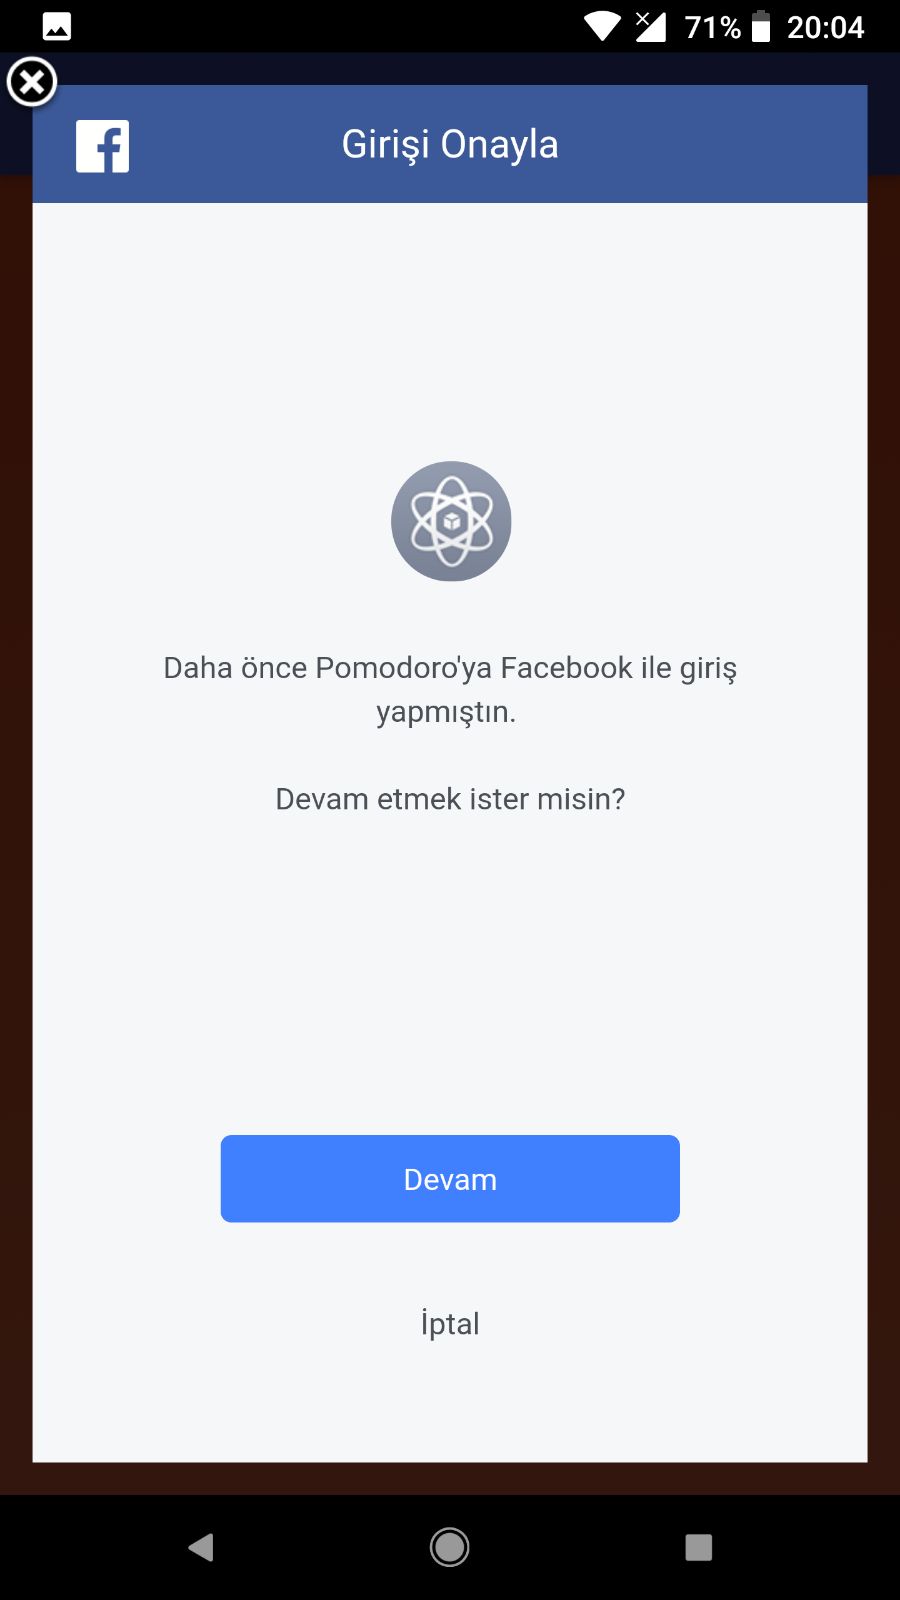 71% 20:04
Girişi Onayla
Daha önce Pomodoro'ya Facebook ile giriş
yapmıştın.
Devam etmek ister misin?
Devam
İptal